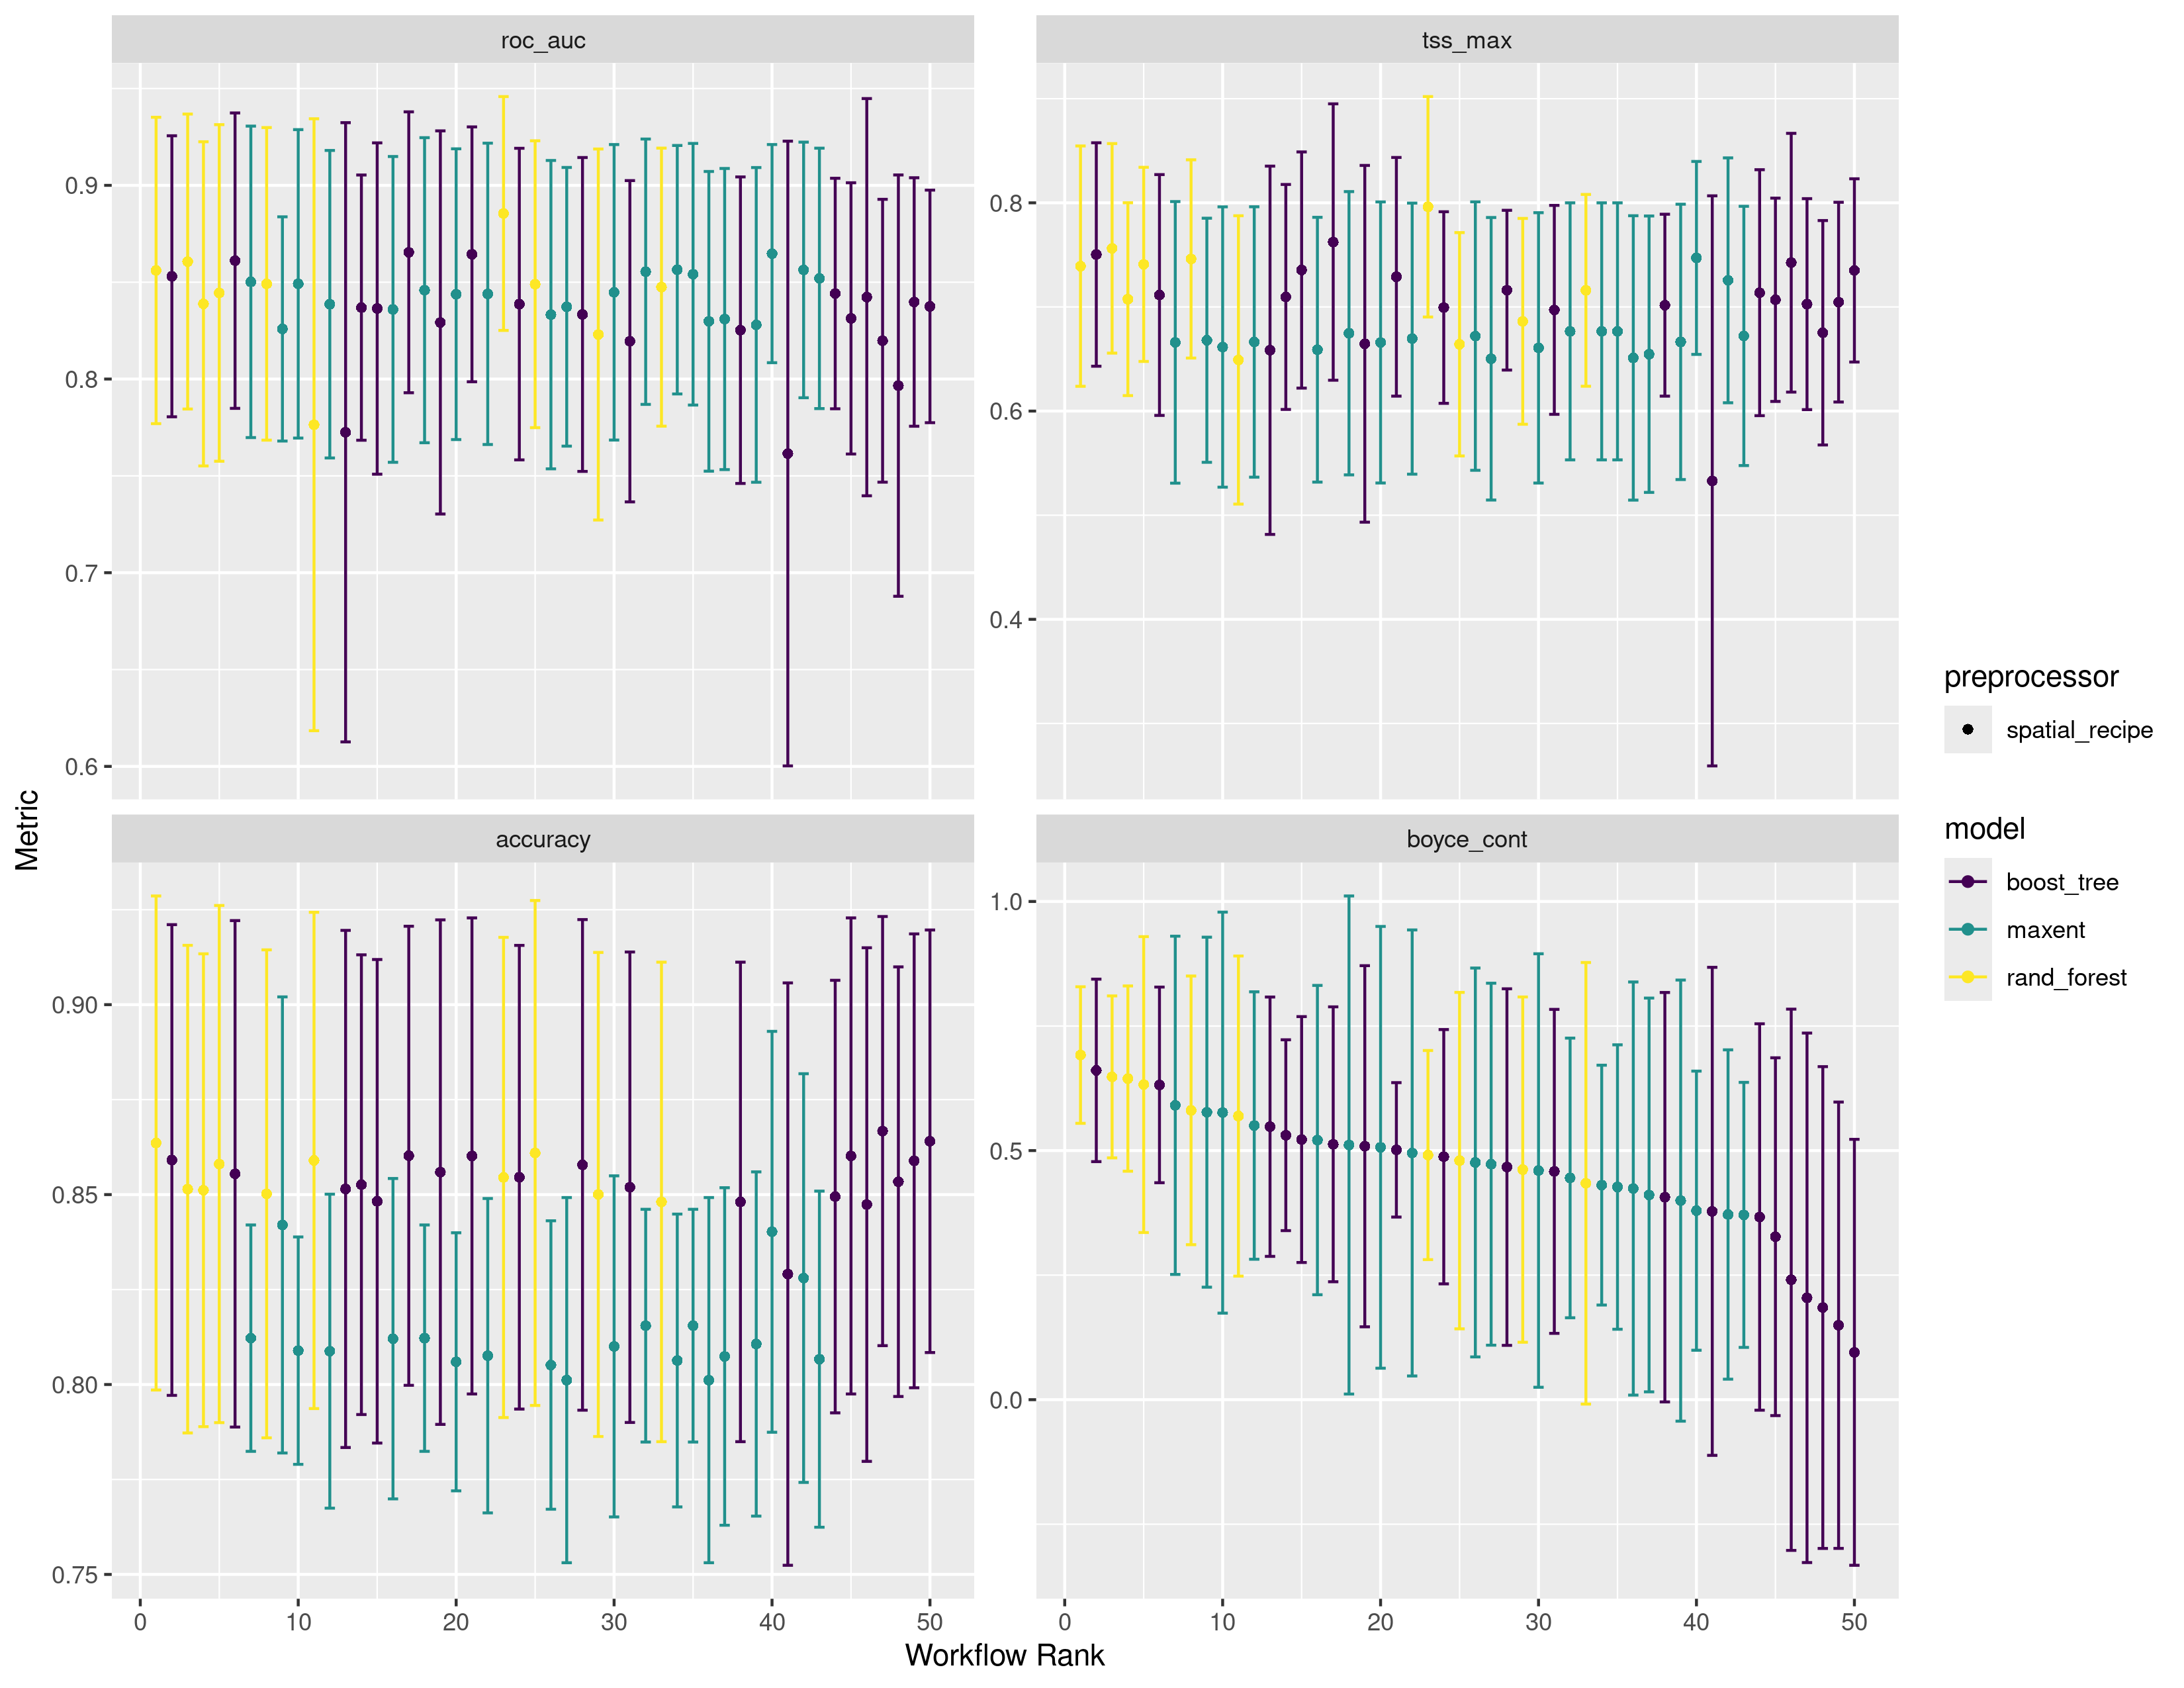 roc_auc
tss_max
0.9
0.8
0.7
0.6
0.8
0.6
0.4
Metric
accuracy
boyce_cont
0.90
0.85
0.80
0.75
1.0
0.5
0.0
0 10 20 30 40 50
0 10 20 30 40 50
Workflow Rank
preprocessor
spatial_recipe
model
boost_tree
maxent
rand_forest